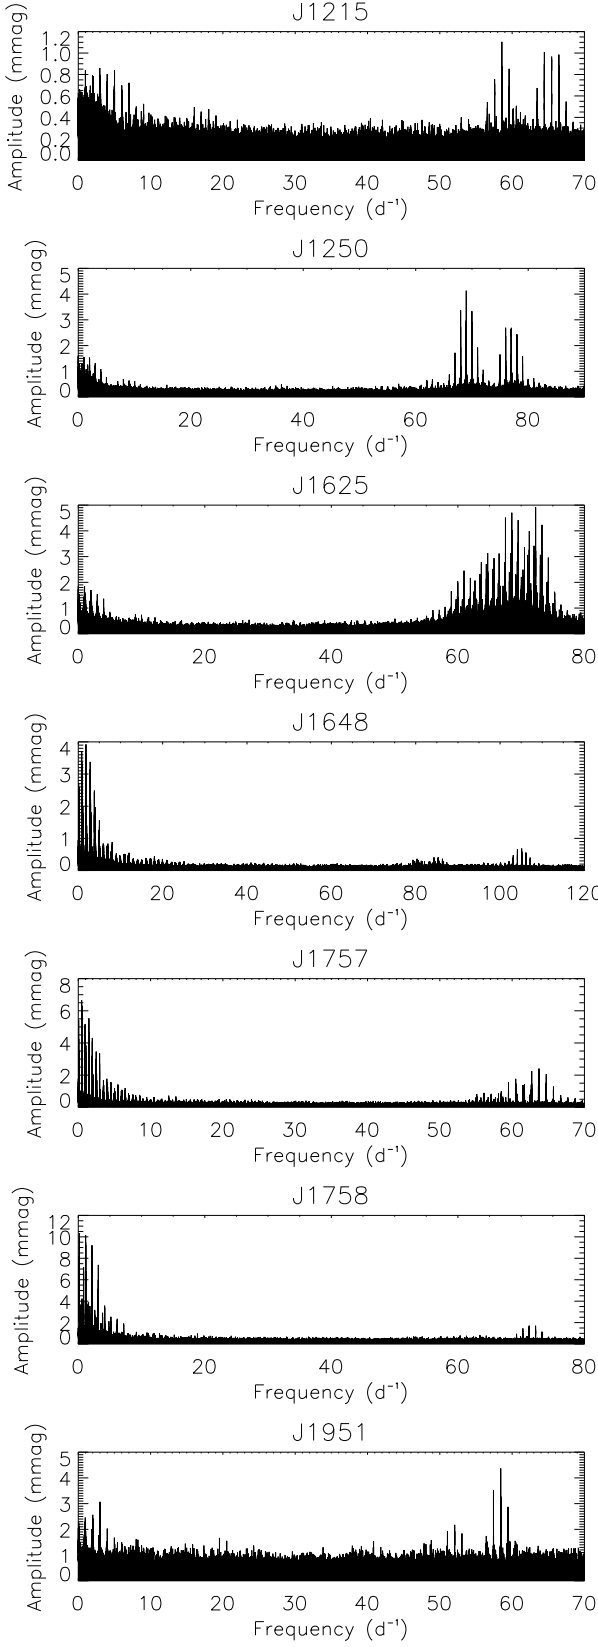 J1215
Amplitude (mmag)
1.2
1.0
0.8
0.6
0.4
0.2
0.0
0 10 20 30 40 50 60 70
Frequency (d⁻¹)
J1250
Amplitude (mmag)
5
4
3
2
1
0
0 20 40 60 80
Frequency (d⁻¹)
J1625
Amplitude (mmag)
5
4
3
2
1
0
0 20 40 60 80
Frequency (d⁻¹)
J1648
Amplitude (mmag)
4
3
2
1
0
0 20 40 60 80 100 120
Frequency (d⁻¹)
J1757
Amplitude (mmag)
8
6
4
2
0
0 10 20 30 40 50 60 70
Frequency (d⁻¹)
J1758
Amplitude (mmag)
12
10
8
6
4
2
0
0 20 40 60 80
Frequency (d⁻¹)
J1951
Amplitude (mmag)
5
4
3
2
1
0
0 10 20 30 40 50 60 70
Frequency (d⁻¹)